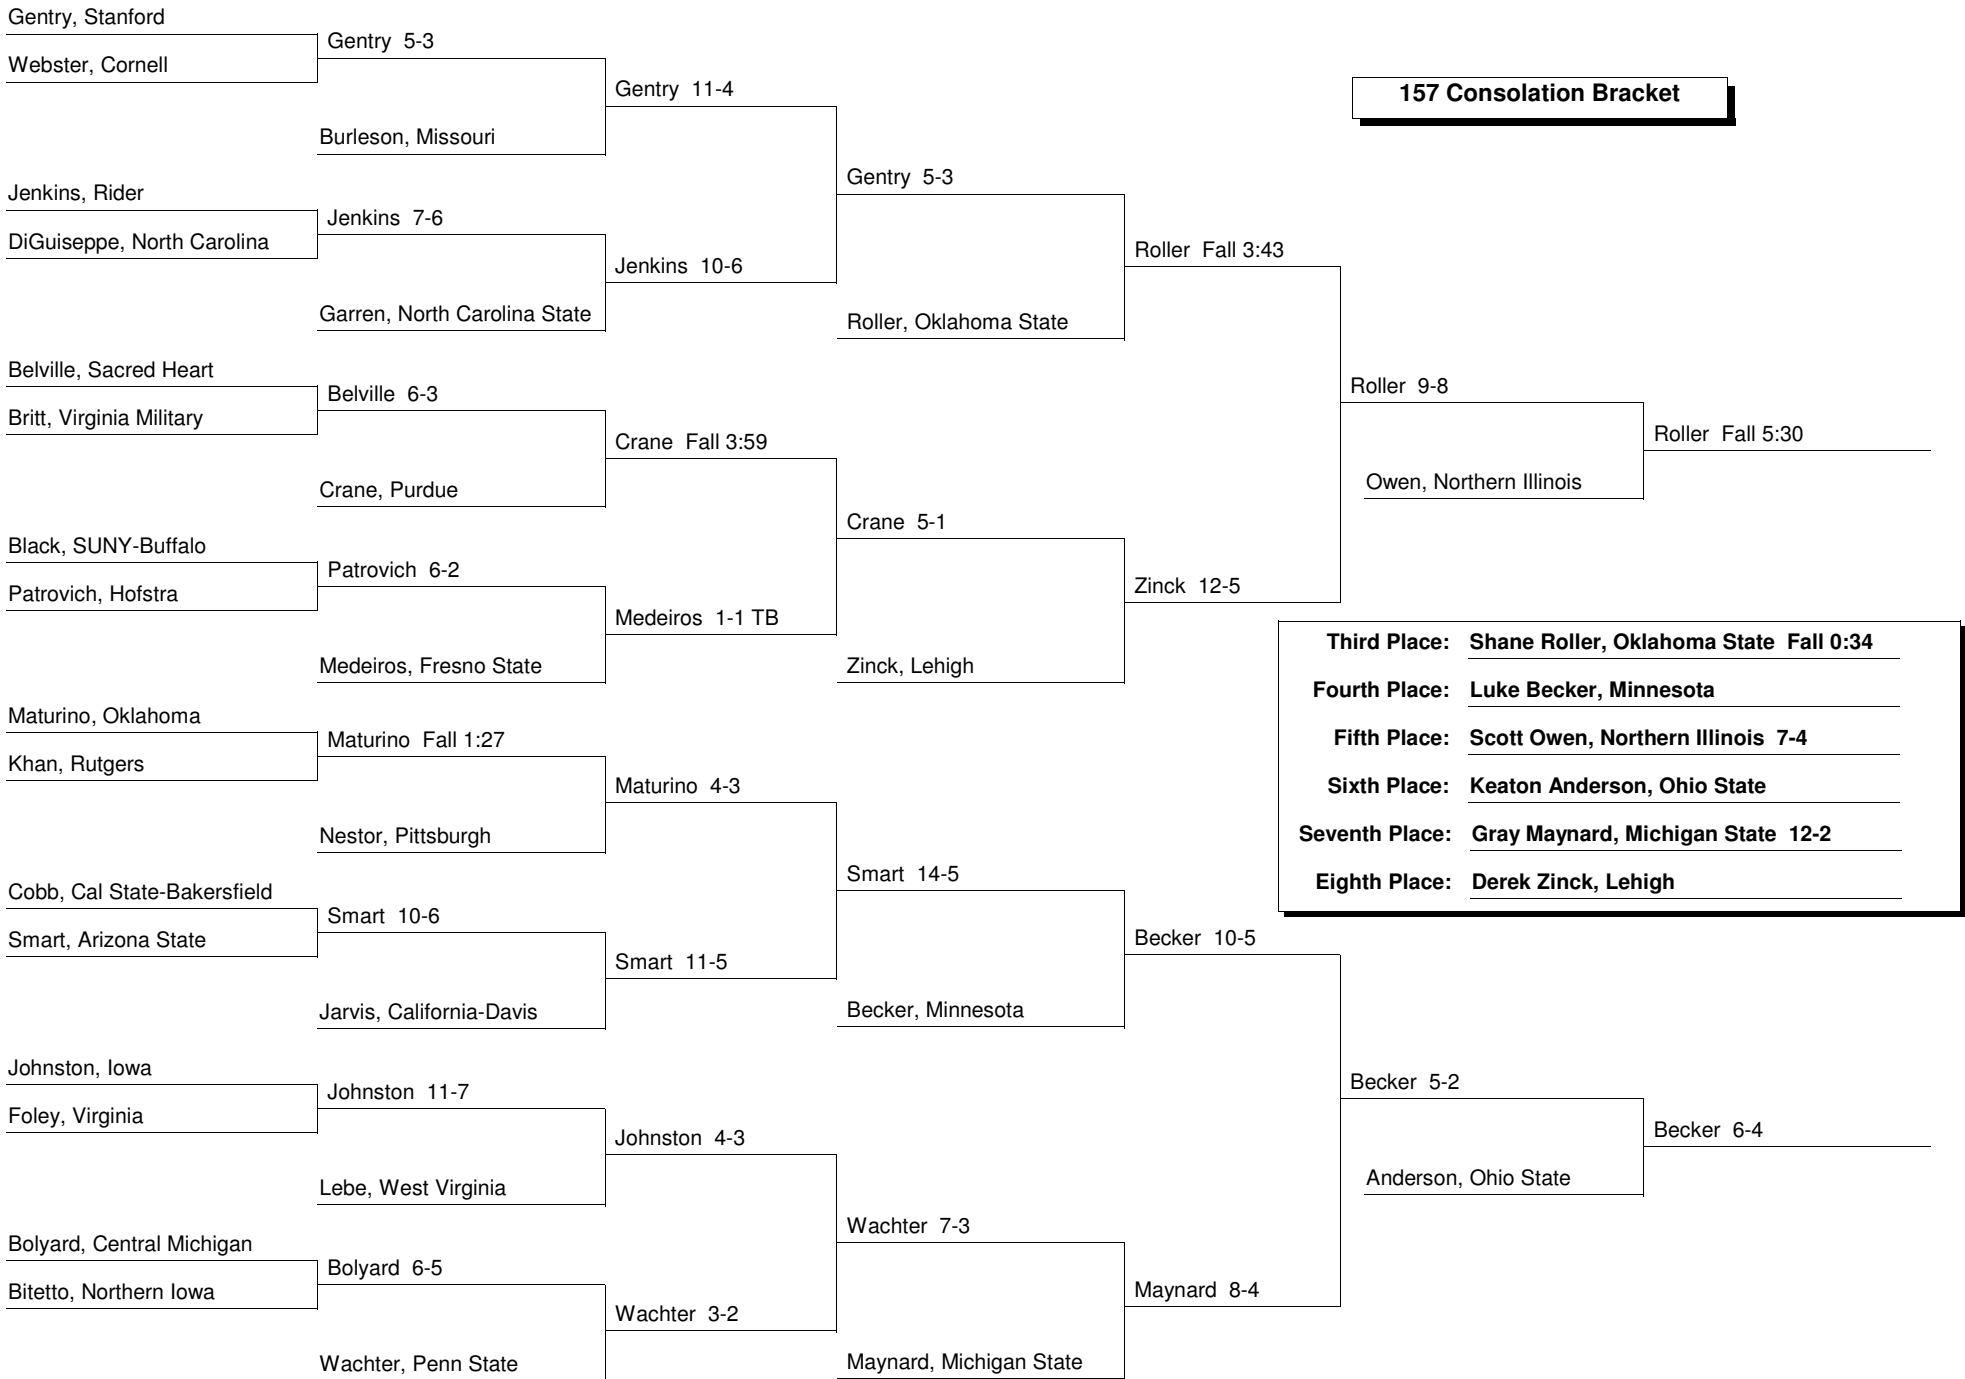 Gentry, Stanford
Webster, Cornell
Jenkins, Rider
DiGuiseppe, North Carolina
Belville, Sacred Heart
Britt, Virginia Military
Black, SUNY-Buffalo
Patrovich, Hofstra
Maturino, Oklahoma
Khan, Rutgers
Cobb, Cal State-Bakersfield
Smart, Arizona State
Johnston, Iowa
Foley, Virginia
Bolyard, Central Michigan
Bitetto, Northern Iowa
Gentry 5-3
Burleson, Missouri
Jenkins 7-6
Garren, North Carolina State
Belville 6-3
Crane, Purdue
Patrovich 6-2
Medeiros, Fresno State
Maturino Fall 1:27
Nestor, Pittsburgh
Smart 10-6
Jarvis, California-Davis
Johnston 11-7
Lebe, West Virginia
Bolyard 6-5
Wachter, Penn State
Gentry 11-4
Jenkins 10-6
Crane Fall 3:59
Medeiros 1-1 TB
Maturino 4-3
Smart 11-5
Johnston 4-3
Wachter 3-2
Gentry 5-3
Roller, Oklahoma State
Crane 5-1
Zinck, Lehigh
Smart 14-5
Becker, Minnesota
Wachter 7-3
Maynard, Michigan State
Roller Fall 3:43
Zinck 12-5
Becker 10-5
Maynard 8-4
157 Consolation Bracket
Roller 9-8
Owen, Northern Illinois
Roller Fall 5:30
Third Place: Shane Roller, Oklahoma State Fall 0:34
Fourth Place: Luke Becker, Minnesota
Fifth Place: Scott Owen, Northern Illinois 7-4
Sixth Place: Keaton Anderson, Ohio State
Seventh Place: Gray Maynard, Michigan State 12-2
Eighth Place: Derek Zinck, Lehigh
Becker 5-2
Anderson, Ohio State
Becker 6-4